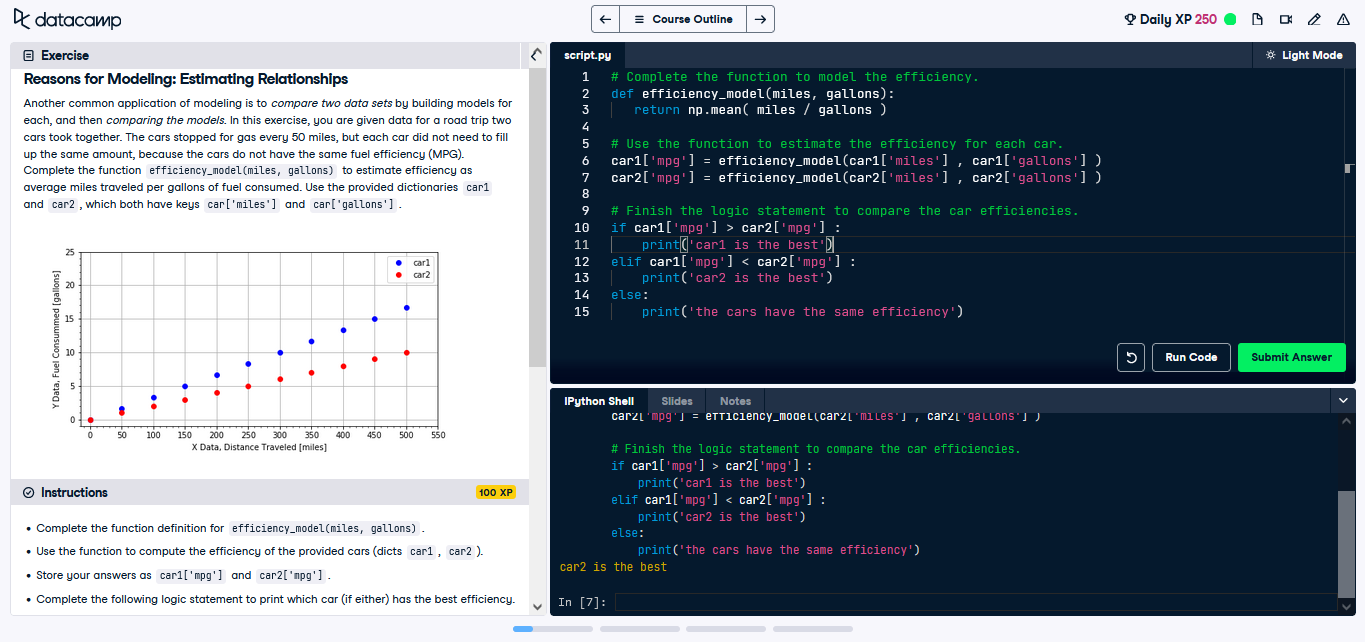 datacamp
Course Outline
Daily XP 250
Exercise
Reasons for Modeling: Estimating Relationships
Another common application of modeling is to compare two data sets by building models for
each, and then comparing the models. In this exercise, you are given data for a road trip two
cars took together. The cars stopped for gas every 50 miles, but each car did not need to fill
up the same amount, because the cars do not have the same fuel efficiency (MPG).
Complete the function efficiency_model(miles, gallons) to estimate efficiency as
average miles traveled per gallons of fuel consumed. Use the provided dictionaries car1
and car2 , which both have keys car['miles'] and car['gallons'] .
25
20
15
10
5
0
Y Data, Fuel Consummed [gallons]
car1
car2
0 50 100 150 200 250 300 350 400 450 500 550
X Data, Distance Traveled [miles]
Instructions
100 XP
• Complete the function definition for efficiency_model(miles, gallons) .
• Use the function to compute the efficiency of the provided cars (dicts car1 , car2 ).
• Store your answers as car1['mpg'] and car2['mpg'] .
• Complete the following logic statement to print which car (if either) has the best efficiency.
script.py
Light Mode
1 # Complete the function to model the efficiency.
2 def efficiency_model(miles, gallons):
3 return np.mean( miles / gallons )
4
5 # Use the function to estimate the efficiency for each car.
6 car1['mpg'] = efficiency_model(car1['miles'] , car1['gallons'] )
7 car2['mpg'] = efficiency_model(car2['miles'] , car2['gallons'] )
8
9 # Finish the logic statement to compare the car efficiencies.
10 if car1['mpg'] > car2['mpg'] :
11 print('car1 is the best')
12 elif car1['mpg'] < car2['mpg'] :
13 print('car2 is the best')
14 else:
15 print('the cars have the same efficiency')
Run Code
Submit Answer
IPython Shell
Slides
Notes
car2['mpg'] = efficiency_model(car2['miles'] , car2['gallons'] )
# Finish the logic statement to compare the car efficiencies.
if car1['mpg'] > car2['mpg'] :
print('car1 is the best')
elif car1['mpg'] < car2['mpg'] :
print('car2 is the best')
else:
print('the cars have the same efficiency')
car2 is the best
In [7]: